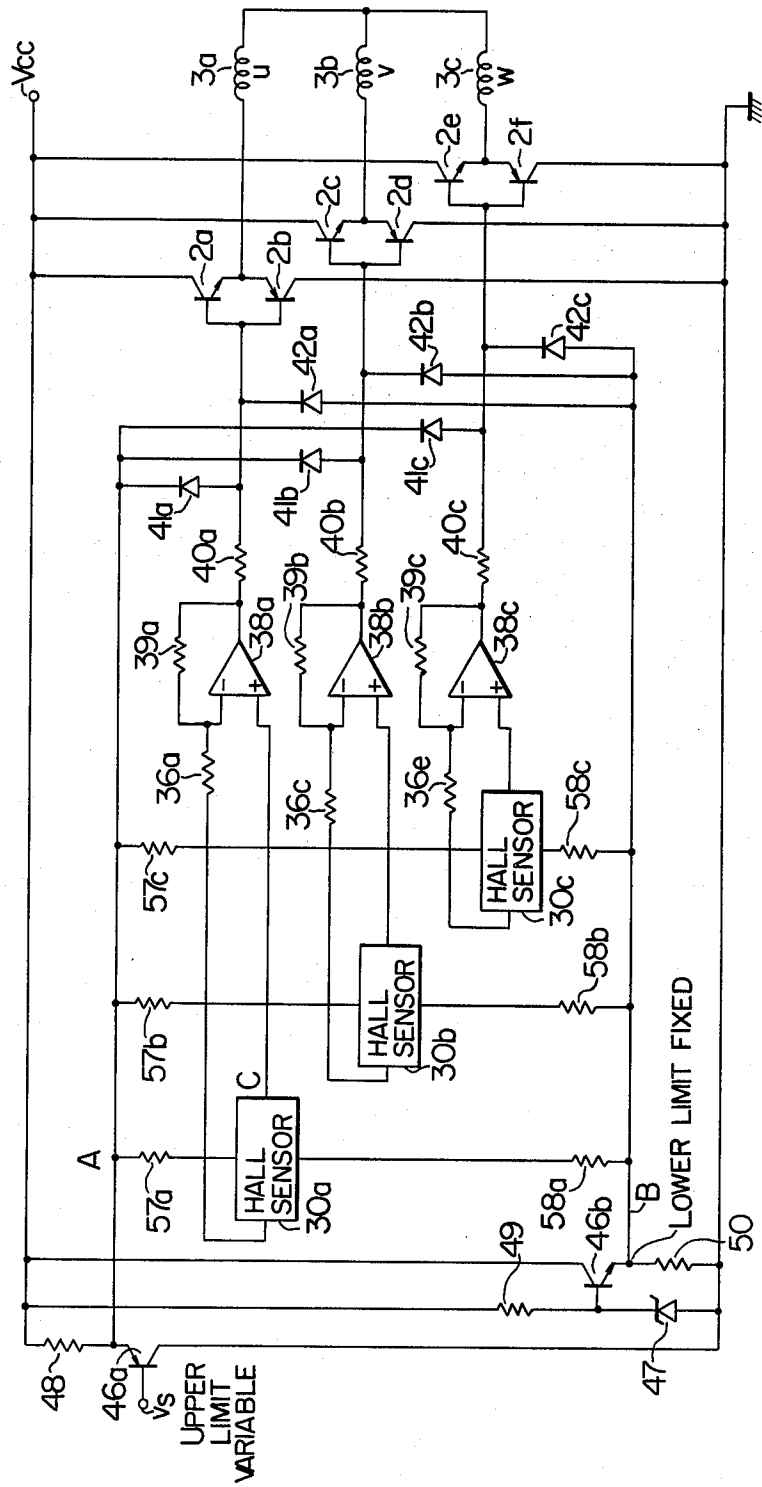 Vcc
3a
u
3b
v
3c
w
2a
2b
2c
2d
2e
2f
42a
42b
42c
41a
41b
41c
40a
40b
40c
39a
39b
39c
38a
38b
38c
-
+
-
+
-
+
36a
36c
36e
57a
57b
57c
HALL
SENSOR
30a
HALL
SENSOR
30b
HALL
SENSOR
30c
58a
58b
58c
A
B
C
48
46a
Vs
UPPER
LIMIT
VARIABLE
49
46b
47
50
LOWER LIMIT FIXED